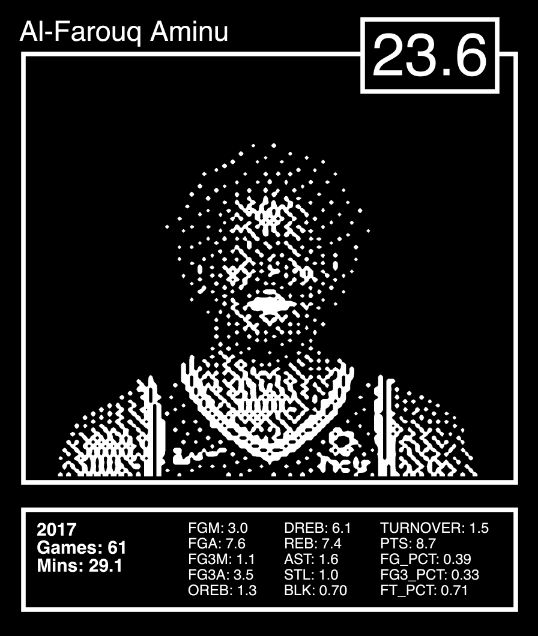 Al-Farouq Aminu
23.6
2017
Games: 61
Mins: 29.1
FGM: 3.0
FGA: 7.6
FG3M: 1.1
FG3A: 3.5
OREB: 1.3
DREB: 6.1
REB: 7.4
AST: 1.6
STL: 1.0
BLK: 0.70
TURNOVER: 1.5
PTS: 8.7
FG_PCT: 0.39
FG3_PCT: 0.33
FT_PCT: 0.71